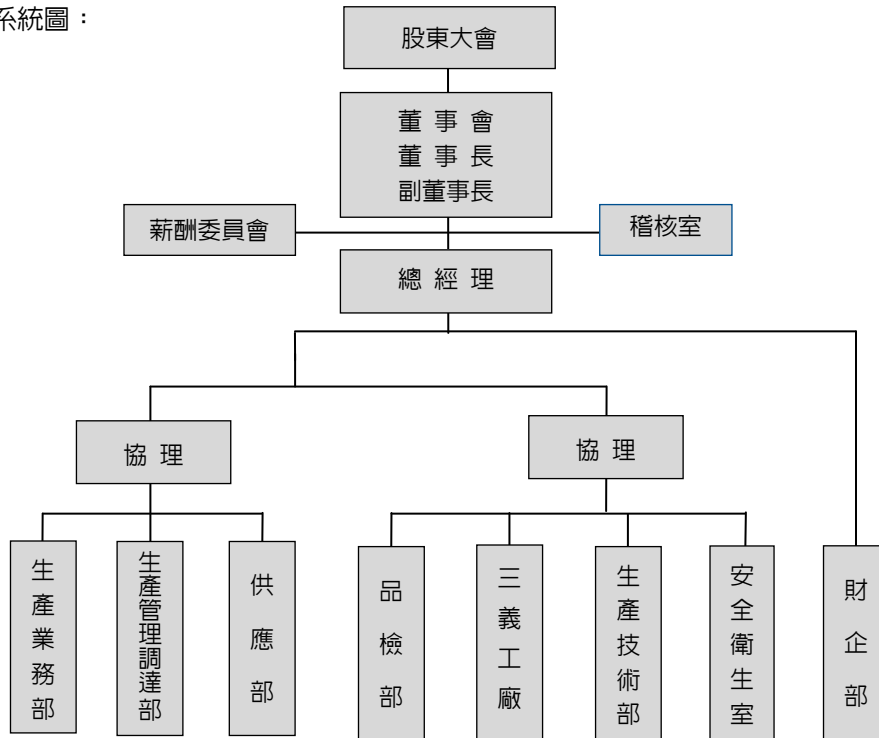 系統圖：
股東大會
董 事 會
董 事 長
副董事長
薪酬委員會
稽核室
總 經 理
協 理
協 理
生產業務部
生產管理調達部
供應部
品檢部
三義工廠
生產技術部
安全衛生室
財企部